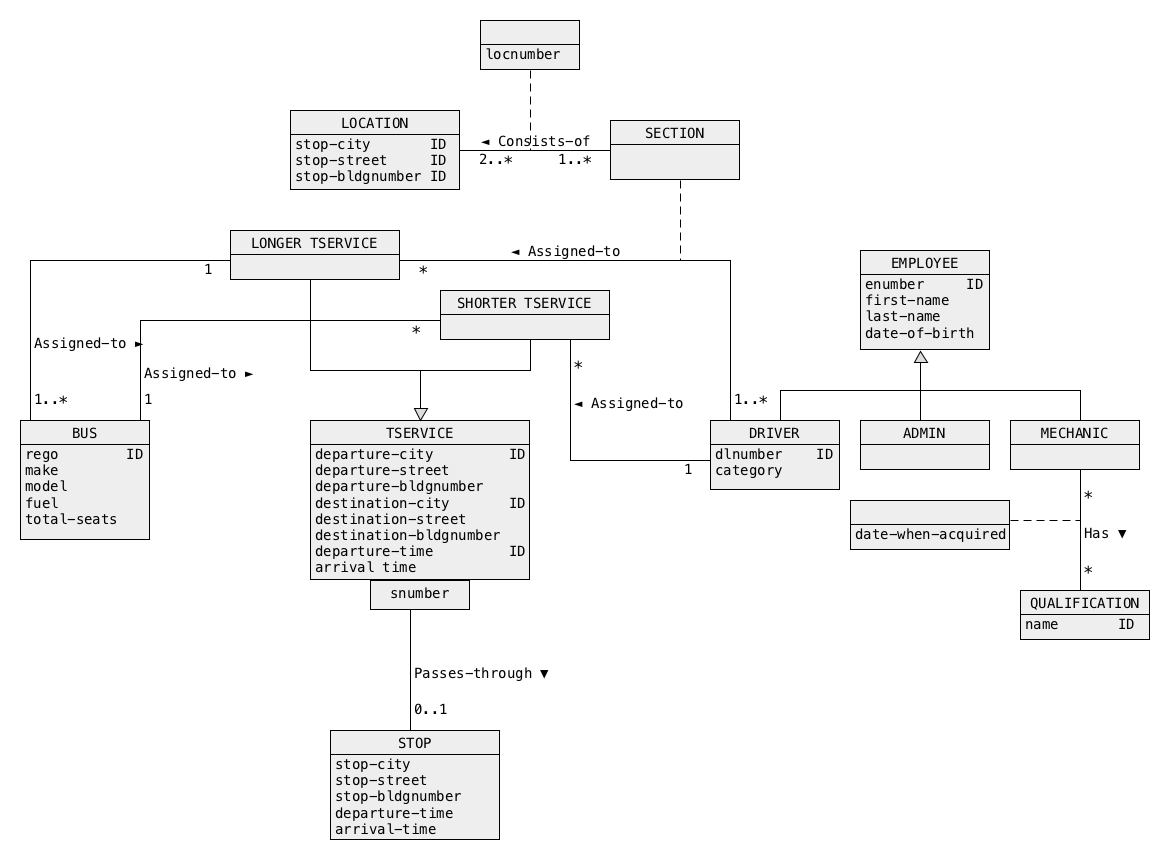 locnumber
LOCATION
stop-city ID
stop-street ID
stop-bldgnumber ID
◄ Consists-of
2..* 1..*
SECTION
LONGER TSERVICE
1
*
◄ Assigned-to
SHORTER TSERVICE
*
*
EMPLOYEE
enumber ID
first-name
last-name
date-of-birth
Assigned-to ►
Assigned-to ►
1..*
1
◄ Assigned-to
1..*
1
BUS
rego ID
make
model
fuel
total-seats
TSERVICE
departure-city ID
departure-street
departure-bldgnumber
destination-city ID
destination-street
destination-bldgnumber
departure-time ID
arrival time
snumber
DRIVER
dlnumber ID
category
ADMIN
MECHANIC
*
date-when-acquired
Has ▼
*
QUALIFICATION
name ID
Passes-through ▼
0..1
STOP
stop-city
stop-street
stop-bldgnumber
departure-time
arrival-time